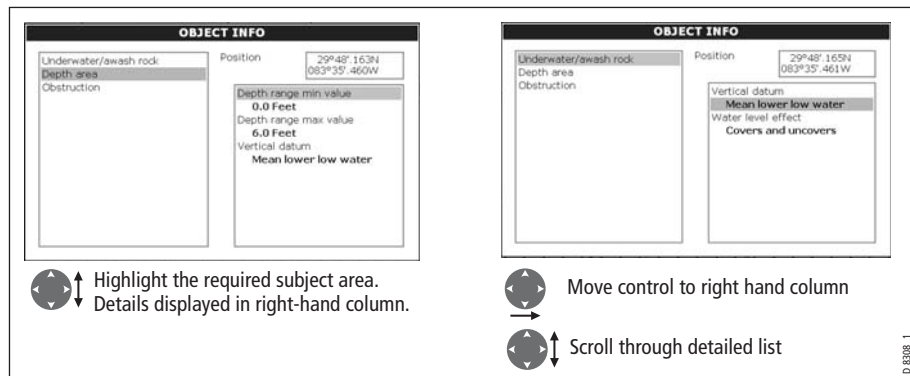 OBJECT INFO
Underwater/awash rock
Depth area
Obstruction
Position
29°48'.163N
083°35'.460W
Depth range min value
0.0 Feet
Depth range max value
6.0 Feet
Vertical datum
Mean lower low water
Highlight the required subject area.
Details displayed in right-hand column.
OBJECT INFO
Underwater/awash rock
Depth area
Obstruction
Position
29°48'.165N
083°35'.461W
Vertical datum
Mean lower low water
Water level effect
Covers and uncovers
Move control to right hand column
Scroll through detailed list
D 8308_1